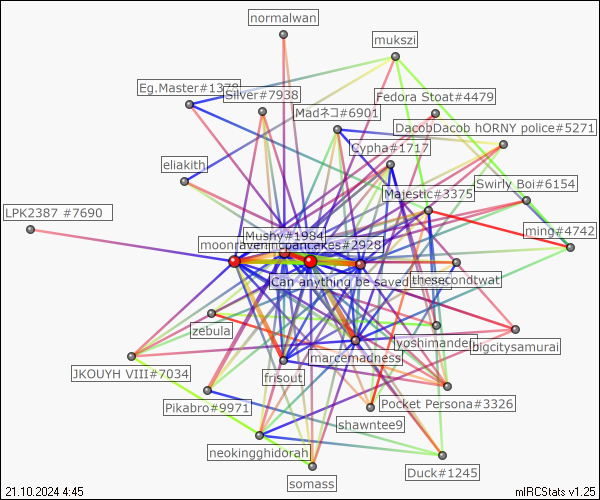 normalwan
mukszi
Eg.Master#1378
Silver#7938
Fedora Stoat#4479
Madネコ#6901
DacobDacob hORNY police#5271
Cypha#1717
eliakith
Majestic#3375
Swirly Boi#6154
LPK2387 #7690
ming#4742
Mushy#1984
moonraven
pancakes#2928
Can anything be saved
thesecondtwat
zebula
yoshimander
bigcitysamurai
marcemadness
JKOUYH VIII#7034
frisout
Pikabro#9971
Pocket Persona#3326
shawntee9
neokingghidorah
Duck#1245
somass
21.10.2024 4:45
mIRCStats v1.25